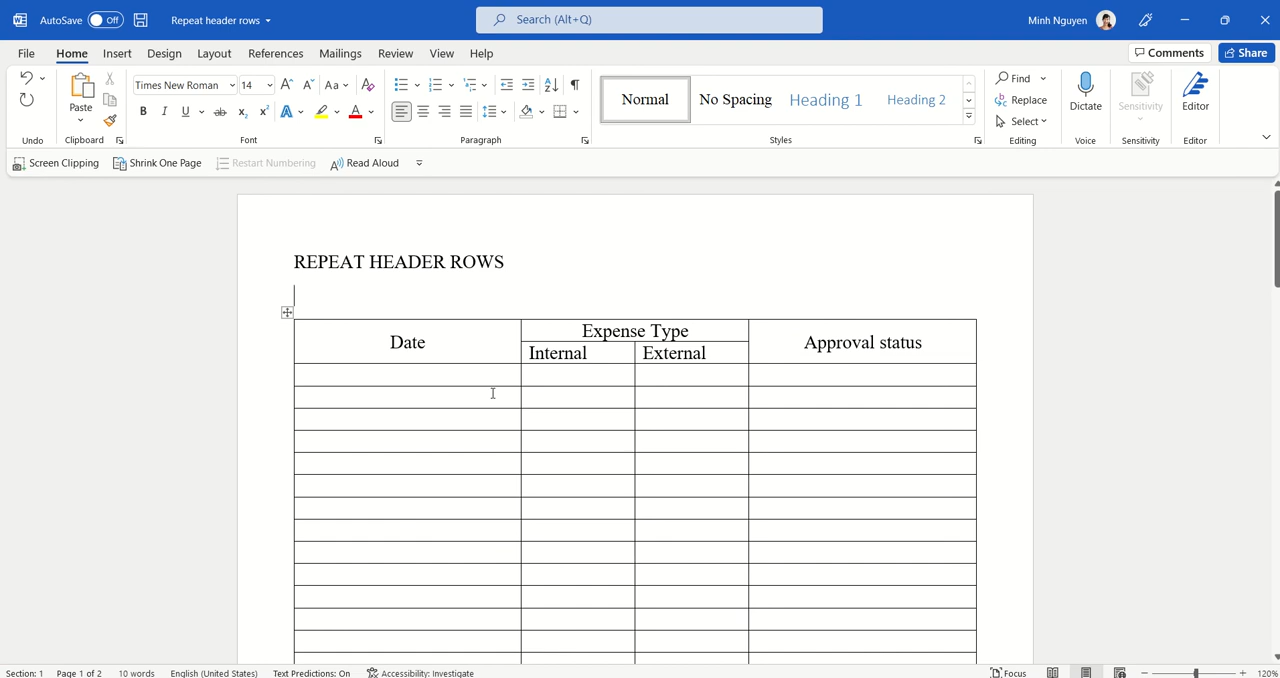 AutoSave Off Repeat header rows Search (Alt+Q) Minh Nguyen
File Home Insert Design Layout References Mailings Review View Help Comments Share
Times New Roman 14 Aa
Paste Normal No Spacing Heading 1 Heading 2 Find Replace Select Dictate Sensitivity Editor
Undo Clipboard Font Paragraph Styles Editing Voice Sensitivity Editor
Screen Clipping Shrink One Page Restart Numbering Read Aloud
REPEAT HEADER ROWS
Date Expense Type Approval status
Internal External
Section: 1 Page 1 of 2 10 words English (United States) Text Predictions: On Accessibility: Investigate Focus 120%